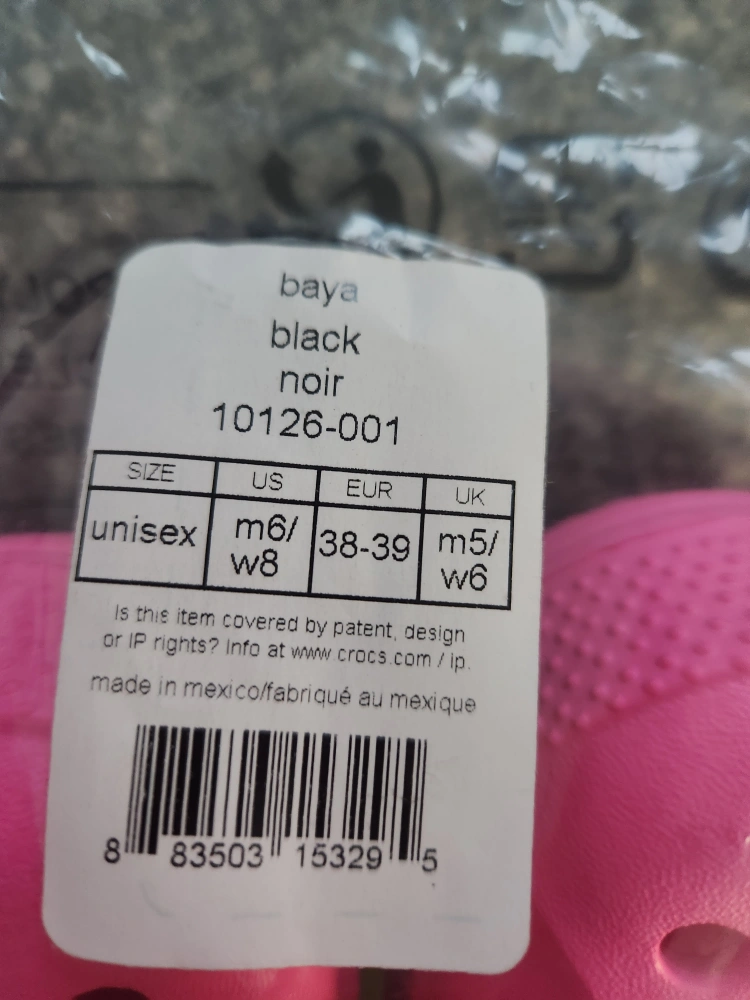 baya
black
noir
10126-001
SIZE US EUR UK
unisex m6/w8 38-39 m5/w6
Is this item covered by patent, design
or IP rights? Info at www.crocs.com / ip.
made in mexico/fabriqué au mexique
8 83503 15329 5